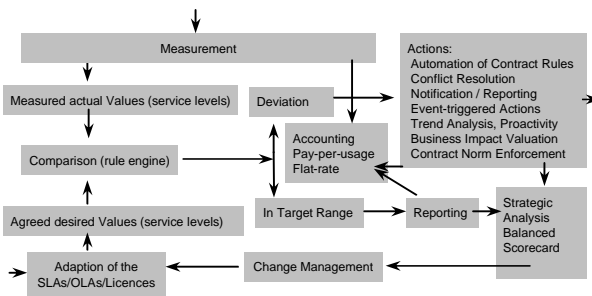 Measurement
Actions:
Automation of Contract Rules
Conflict Resolution
Notification / Reporting
Event-triggered Actions
Trend Analysis, Proactivity
Business Impact Valuation
Contract Norm Enforcement
Measured actual Values (service levels)
Deviation
Accounting
Pay-per-usage
Flat-rate
Comparison (rule engine)
In Target Range
Reporting
Strategic
Analysis
Balanced
Scorecard
Agreed desired Values (service levels)
Adaption of the
SLAs/OLAs/Licences
Change Management